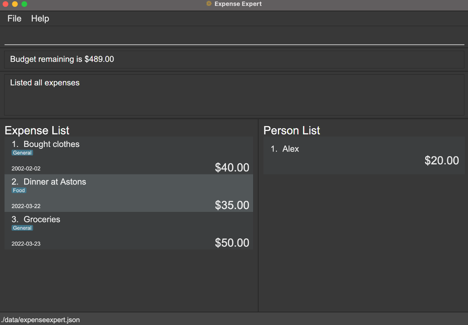 Expense Expert
File Help
Budget remaining is $489.00
Listed all expenses
Expense List
1. Bought clothes
General
2002-02-02
$40.00
2. Dinner at Astons
Food
2022-03-22
$35.00
3. Groceries
General
2022-03-23
$50.00
Person List
1. Alex
$20.00
./data/expenseexpert.json